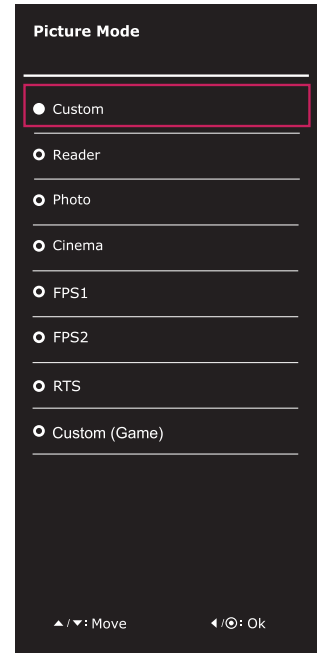 Picture Mode
Custom
Reader
Photo
Cinema
FPS1
FPS2
RTS
Custom (Game)
▲/▼: Move ◀/⦿: Ok